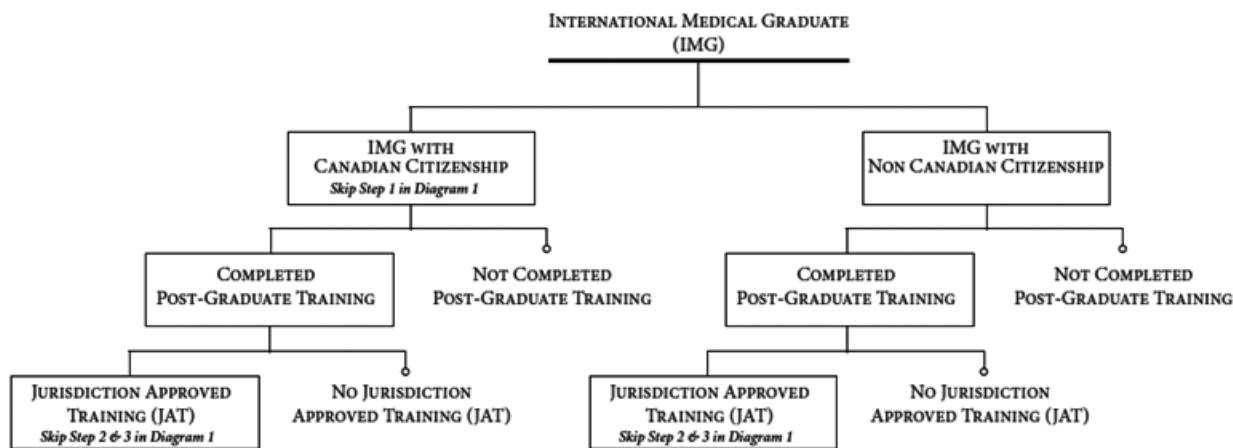 INTERNATIONAL MEDICAL GRADUATE
(IMG)
IMG WITH
CANADIAN CITIZENSHIP
Skip Step 1 in Diagram 1
IMG WITH
NON CANADIAN CITIZENSHIP
COMPLETED
POST-GRADUATE TRAINING
NOT COMPLETED
POST-GRADUATE TRAINING
COMPLETED
POST-GRADUATE TRAINING
NOT COMPLETED
POST-GRADUATE TRAINING
JURISDICTION APPROVED
TRAINING (JAT)
Skip Step 2 & 3 in Diagram 1
NO JURISDICTION
APPROVED TRAINING (JAT)
JURISDICTION APPROVED
TRAINING (JAT)
Skip Step 2 & 3 in Diagram 1
NO JURISDICTION
APPROVED TRAINING (JAT)